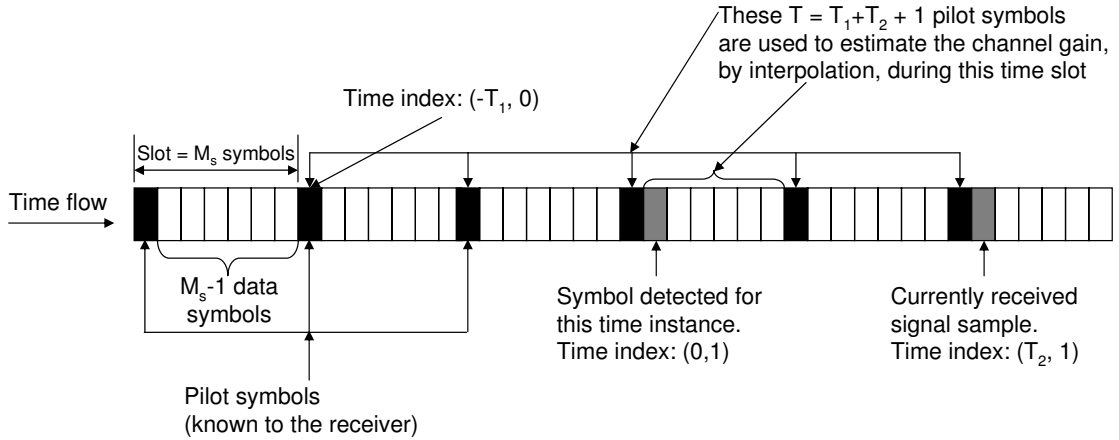 These T = T₁+T₂ + 1 pilot symbols
are used to estimate the channel gain,
by interpolation, during this time slot
Time index: (-T₁, 0)
Slot = Mₛ symbols
Time flow
Mₛ-1 data
symbols
Symbol detected for
this time instance.
Time index: (0,1)
Currently received
signal sample.
Time index: (T₂, 1)
Pilot symbols
(known to the receiver)